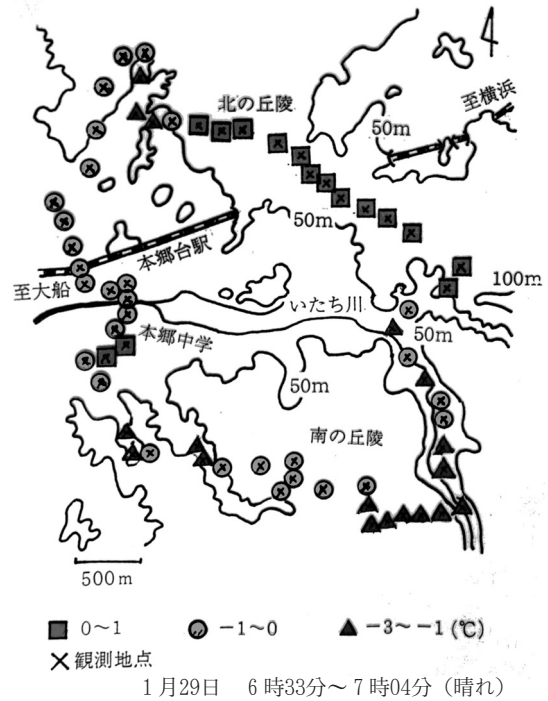 北の丘陵
至横浜
50m
50m
本郷台駅
至大船
100m
いたち川
50m
本郷中学
50m
南の丘陵
500m
0～1
−1～0
−3～−1(℃)
観測地点
1月29日 6時33分～7時04分（晴れ）